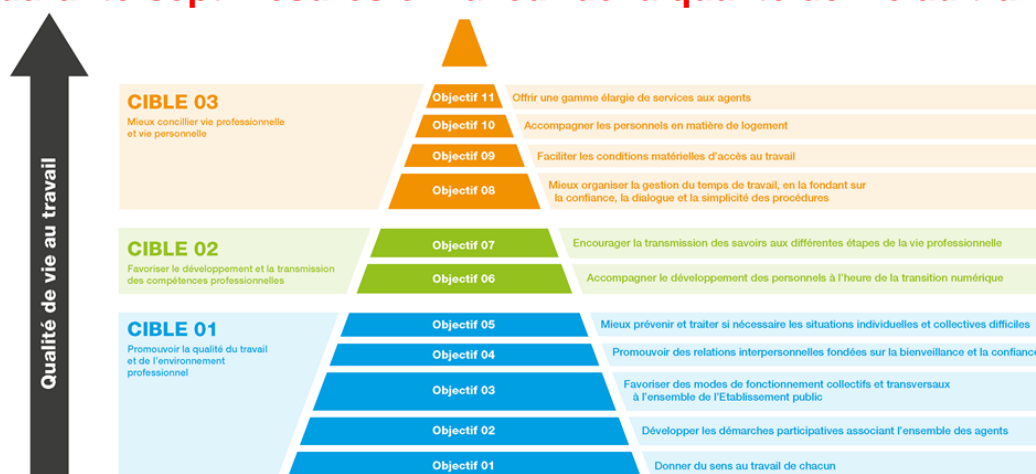 Qualité de vie au travail
CIBLE 03
Mieux concillier vie professionnelle
et vie personnelle
Objectif 11 Offrir une gamme élargie de services aux agents
Objectif 10 Accompagner les personnels en matière de logement
Objectif 09 Faciliter les conditions matérielles d'accès au travail
Objectif 08 Mieux organiser la gestion du temps de travail, en la fondant sur
la confiance, la dialogue et la simplicité des procédures
CIBLE 02
Favoriser le développement et la transmission
des compétences professionnelles
Objectif 07 Encourager la transmission des savoirs aux différentes étapes de la vie professionnelle
Objectif 06 Accompagner le développement des personnels à l'heure de la transition numérique
CIBLE 01
Promouvoir la qualité du travail
et de l'environnement
professionnel
Objectif 05 Mieux prévenir et traiter si nécessaire les situations individuelles et collectives difficiles
Objectif 04 Promouvoir des relations interpersonnelles fondées sur la bienveillance et la confiance
Objectif 03 Favoriser des modes de fonctionnement collectifs et transversaux
à l'ensemble de l'Etablissement public
Objectif 02 Développer les démarches participatives associant l'ensemble des agents
Objectif 01 Donner du sens au travail de chacun